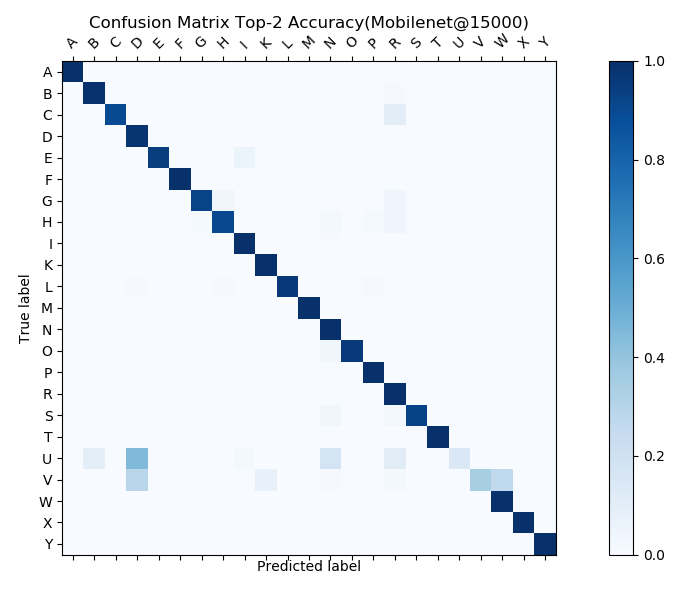 Confusion Matrix Top-2 Accuracy(Mobilenet@15000)
A B C D E F G H I K L M N O P R S T U V W X Y
A
B
C
D
E
F
G
H
I
K
L
M
N
O
P
R
S
T
U
V
W
X
Y
True label
Predicted label
1.0
0.8
0.6
0.4
0.2
0.0